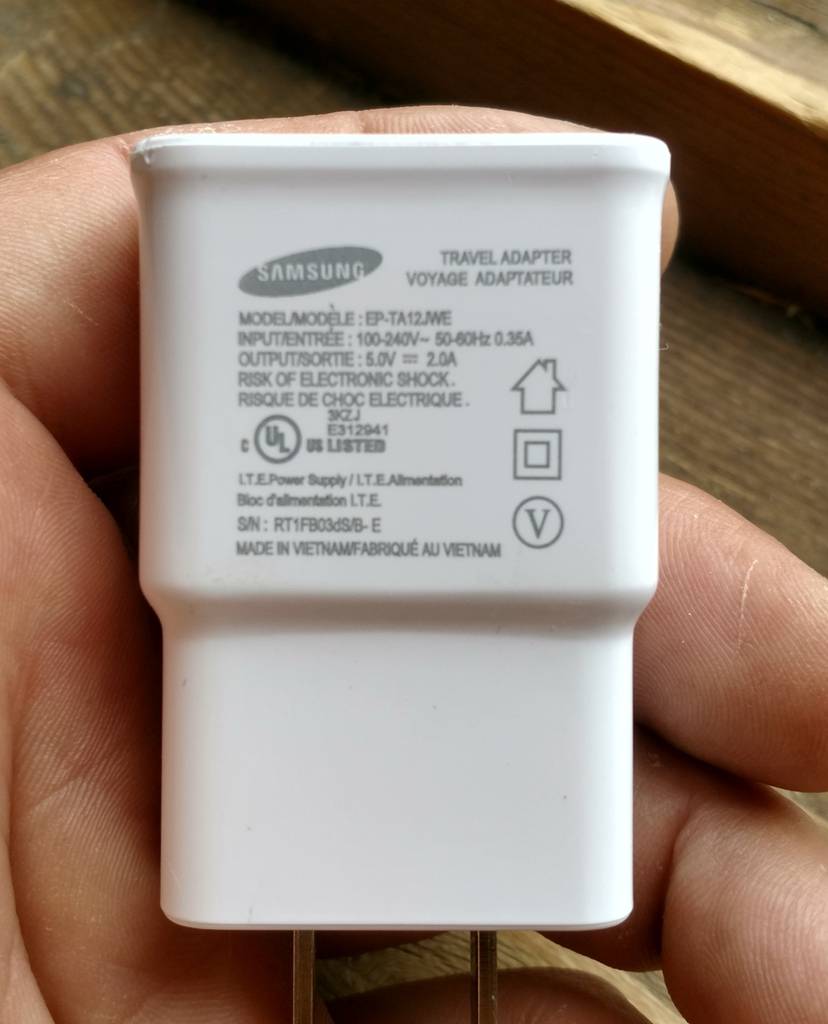 SAMSUNG
TRAVEL ADAPTER
VOYAGE ADAPTATEUR
MODEL/MODÈLE : EP-TA12JWE
INPUT/ENTRÉE : 100-240V~ 50-60Hz 0.35A
OUTPUT/SORTIE : 5.0V ⎓ 2.0A
RISK OF ELECTRONIC SHOCK.
RISQUE DE CHOC ELECTRIQUE.
3KZJ
E312941
C UL US LISTED
I.T.E.Power Supply / I.T.E.Alimentation
Bloc d'alimentation I.T.E.
S/N : RT1FB03dS/B- E
MADE IN VIETNAM/FABRIQUÉ AU VIETNAM
V